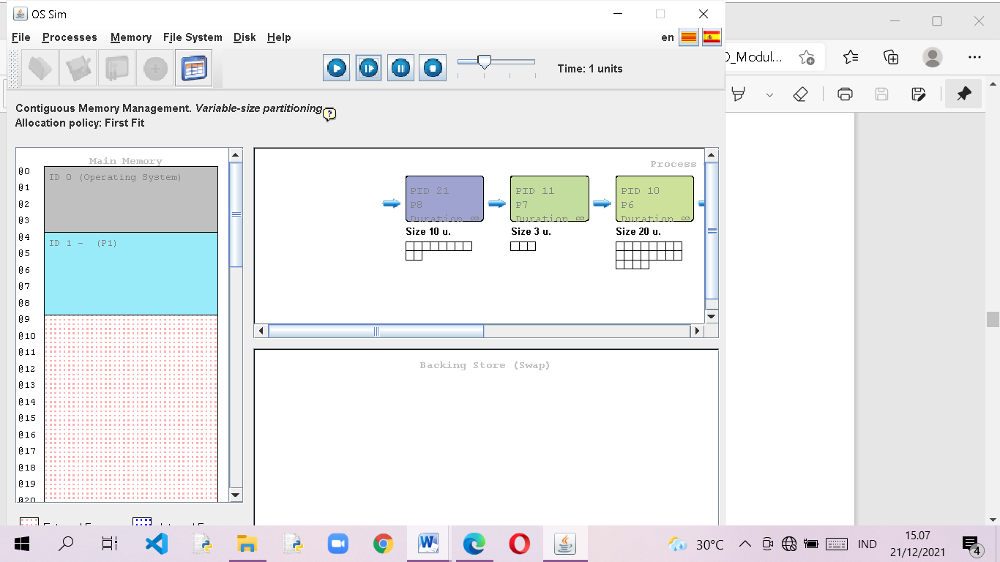 OS Sim
File Processes Memory File System Disk Help
en
Time: 1 units
Contiguous Memory Management. Variable-size partitioning
Allocation policy: First Fit
Main Memory
@0
ID 0 (Operating System)
@1
@2
@3
@4
ID 1 - (P1)
@5
@6
@7
@8
@9
@10
@11
@12
@13
@14
@15
@16
@17
@18
@19
@20
Process
PID 21
P8
Duration ∞
Size 10 u.
PID 11
P7
Duration ∞
Size 3 u.
PID 10
P6
Duration ∞
Size 20 u.
Backing Store (Swap)
_Modul...
30°C
IND
15.07
21/12/2021
4